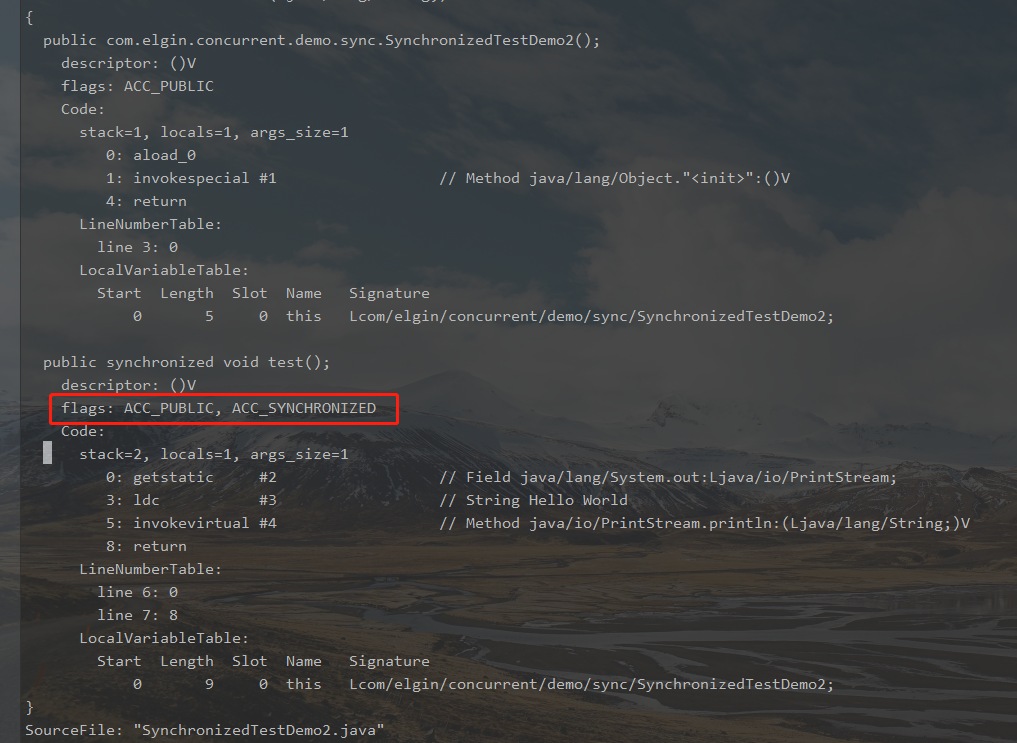 {
public com.elgin.concurrent.demo.sync.SynchronizedTestDemo2();
descriptor: ()V
flags: ACC_PUBLIC
Code:
stack=1, locals=1, args_size=1
0: aload_0
1: invokespecial #1 // Method java/lang/Object."<init>":()V
4: return
LineNumberTable:
line 3: 0
LocalVariableTable:
Start Length Slot Name Signature
0 5 0 this Lcom/elgin/concurrent/demo/sync/SynchronizedTestDemo2;
public synchronized void test();
descriptor: ()V
flags: ACC_PUBLIC, ACC_SYNCHRONIZED
Code:
stack=2, locals=1, args_size=1
0: getstatic #2 // Field java/lang/System.out:Ljava/io/PrintStream;
3: ldc #3 // String Hello World
5: invokevirtual #4 // Method java/io/PrintStream.println:(Ljava/lang/String;)V
8: return
LineNumberTable:
line 6: 0
line 7: 8
LocalVariableTable:
Start Length Slot Name Signature
0 9 0 this Lcom/elgin/concurrent/demo/sync/SynchronizedTestDemo2;
}
SourceFile: "SynchronizedTestDemo2.java"